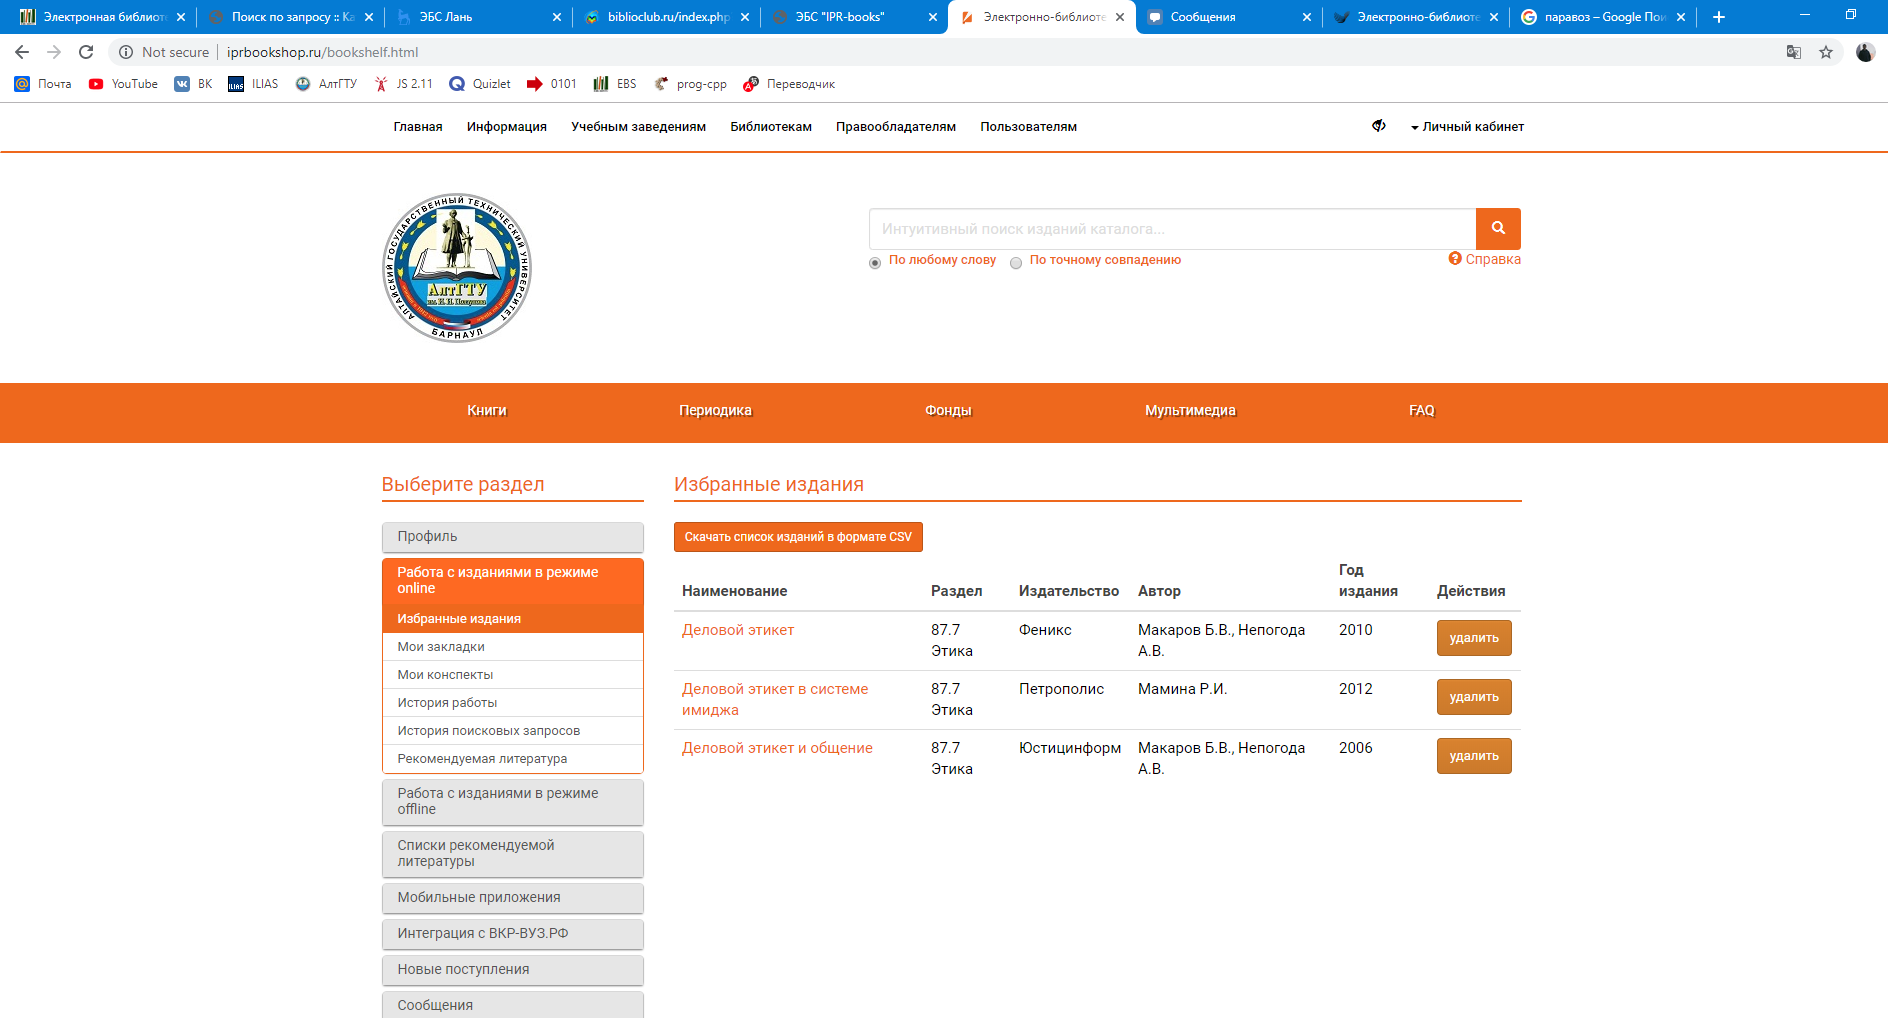 Электронная библиоте
Поиск по запросу :: Ка
ЭБС Лань
biblioclub.ru/index.php
ЭБС "IPR-books"
Электронно-библиоте
Сообщения
Электронно-библиоте
паравоз – Google Пои
Not secure
iprbookshop.ru/bookshelf.html
Почта
YouTube
ВК
ILIAS
АлтГТУ
JS 2.11
Quizlet
0101
EBS
prog-cpp
Переводчик
Главная
Информация
Учебным заведениям
Библиотекам
Правообладателям
Пользователям
Личный кабинет
АЛТАЙСКИЙ ГОСУДАРСТВЕННЫЙ ТЕХНИЧЕСКИЙ УНИВЕРСИТЕТ
АлтГТУ
им. И. И. Ползунова
БАРНАУЛ
Интуитивный поиск изданий каталога...
По любому слову
По точному совпадению
Справка
Книги
Периодика
Фонды
Мультимедиа
FAQ
Выберите раздел
Профиль
Работа с изданиями в режиме
online
Избранные издания
Мои закладки
Мои конспекты
История работы
История поисковых запросов
Рекомендуемая литература
Работа с изданиями в режиме
offline
Списки рекомендуемой
литературы
Мобильные приложения
Интеграция с ВКР-ВУЗ.РФ
Новые поступления
Сообщения
Избранные издания
Скачать список изданий в формате CSV
Наименование Раздел Издательство Автор Год издания Действия
Деловой этикет 87.7 Этика Феникс Макаров Б.В., Непогода А.В. 2010 удалить
Деловой этикет в системе имиджа 87.7 Этика Петрополис Мамина Р.И. 2012 удалить
Деловой этикет и общение 87.7 Этика Юстицинформ Макаров Б.В., Непогода А.В. 2006 удалить